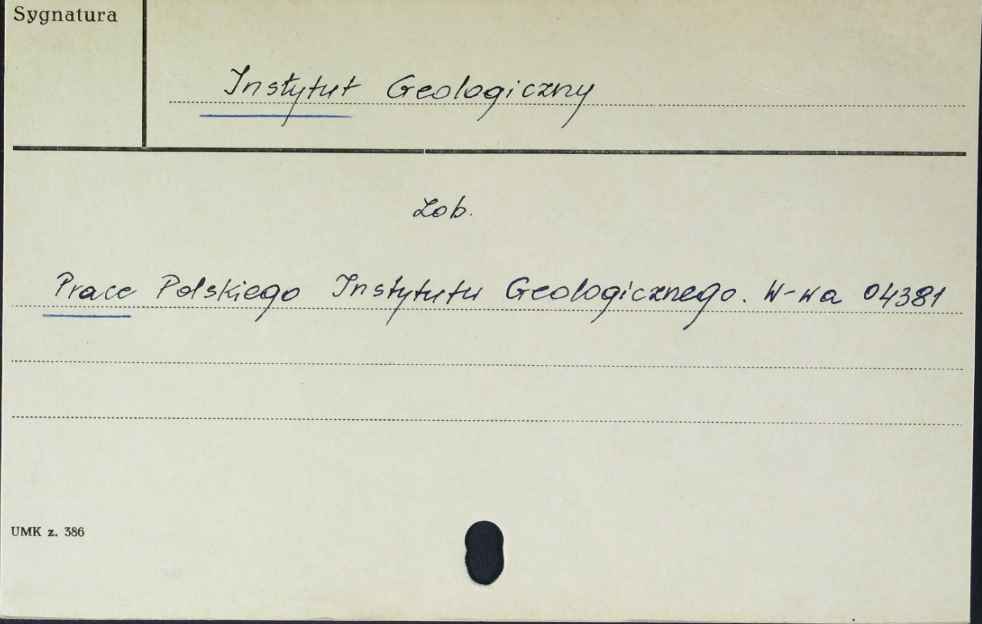 Sygnatura
Instytut Geologiczny
Zob.
Prace Polskiego Instytutu Geologicznego. W-wa 04381
UMK z. 386